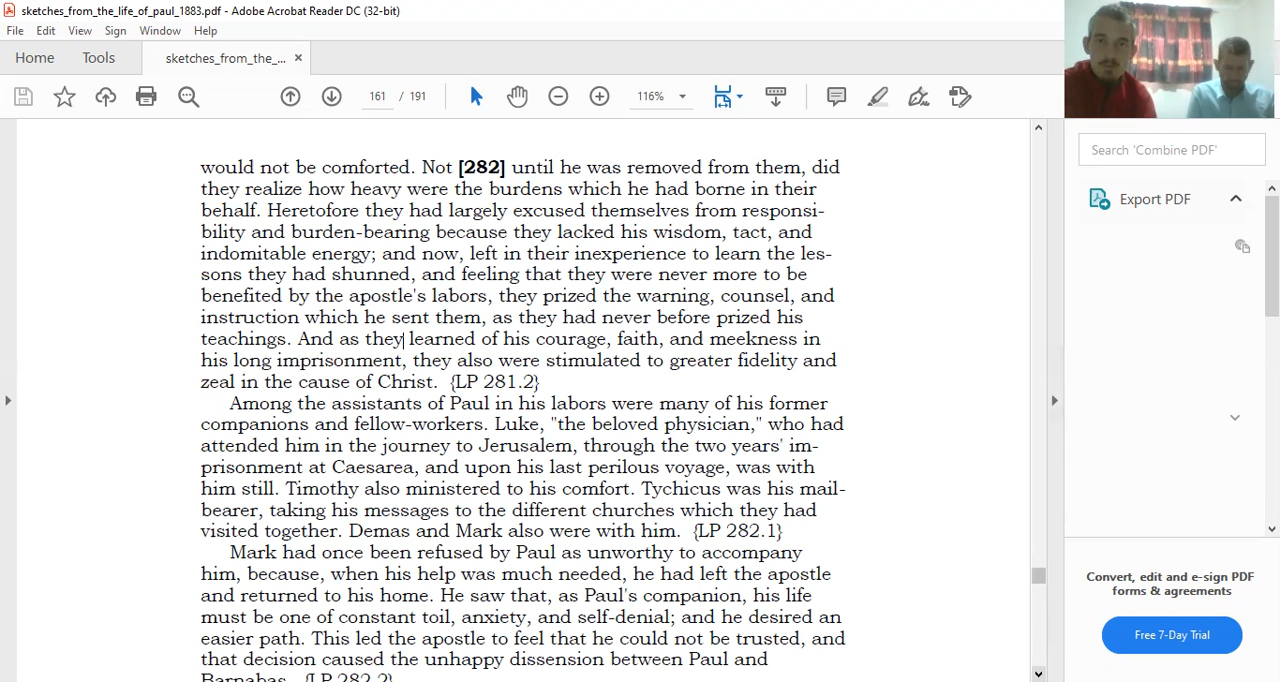 sketches_from_the_life_of_paul_1883.pdf - Adobe Acrobat Reader DC (32-bit)
File Edit View Sign Window Help
Home Tools sketches_from_the_... ×
161 / 191 116%
would not be comforted. Not [282] until he was removed from them, did
they realize how heavy were the burdens which he had borne in their
behalf. Heretofore they had largely excused themselves from responsi-
bility and burden-bearing because they lacked his wisdom, tact, and
indomitable energy; and now, left in their inexperience to learn the les-
sons they had shunned, and feeling that they were never more to be
benefited by the apostle's labors, they prized the warning, counsel, and
instruction which he sent them, as they had never before prized his
teachings. And as they learned of his courage, faith, and meekness in
his long imprisonment, they also were stimulated to greater fidelity and
zeal in the cause of Christ. {LP 281.2}
Among the assistants of Paul in his labors were many of his former
companions and fellow-workers. Luke, "the beloved physician," who had
attended him in the journey to Jerusalem, through the two years' im-
prisonment at Caesarea, and upon his last perilous voyage, was with
him still. Timothy also ministered to his comfort. Tychicus was his mail-
bearer, taking his messages to the different churches which they had
visited together. Demas and Mark also were with him. {LP 282.1}
Mark had once been refused by Paul as unworthy to accompany
him, because, when his help was much needed, he had left the apostle
and returned to his home. He saw that, as Paul's companion, his life
must be one of constant toil, anxiety, and self-denial; and he desired an
easier path. This led the apostle to feel that he could not be trusted, and
that decision caused the unhappy dissension between Paul and
Barnabas. {LP 282.2}
Search 'Combine PDF'
Export PDF
Convert, edit and e-sign PDF
forms & agreements
Free 7-Day Trial